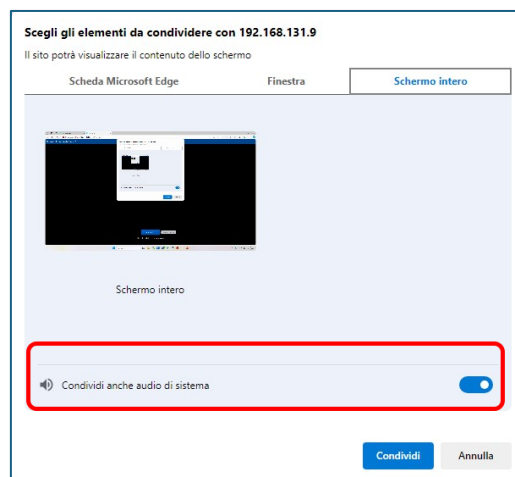 Scegli gli elementi da condividere con 192.168.131.9
Il sito potrà visualizzare il contenuto dello schermo
Scheda Microsoft Edge Finestra Schermo intero
Schermo intero
Condividi anche audio di sistema
Condividi Annulla